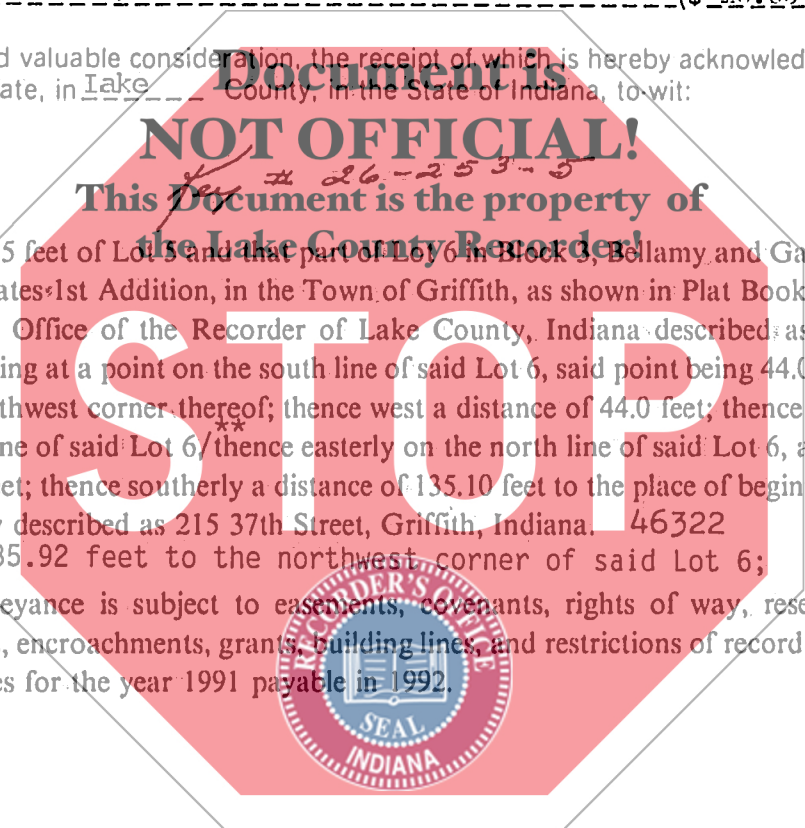 d valuable consideration, the receipt of which is hereby acknowled
Document is
ate, in Lake County, in the State of Indiana, to-wit:
NOT OFFICIAL!
Key # 26-253-5
This Document is the property of
the Lake County Recorder!
5 feet of Lot 5 and that part of Lot 6 in Block 3, Bellamy and Ga
ates 1st Addition, in the Town of Griffith, as shown in Plat Book
Office of the Recorder of Lake County, Indiana described as
ing at a point on the south line of said Lot 6, said point being 44.0
thwest corner thereof; thence west a distance of 44.0 feet; thence
**
ne of said Lot 6/thence easterly on the north line of said Lot 6, a
et; thence southerly a distance of 135.10 feet to the place of begin
described as 215 37th Street, Griffith, Indiana. 46322
35.92 feet to the northwest corner of said Lot 6;
eyance is subject to easements, covenants, rights of way, rese
, encroachments, grants, building lines, and restrictions of record
es for the year 1991 payable in 1992.
STOP
RECORDER'S OFFICE
SEAL
INDIANA